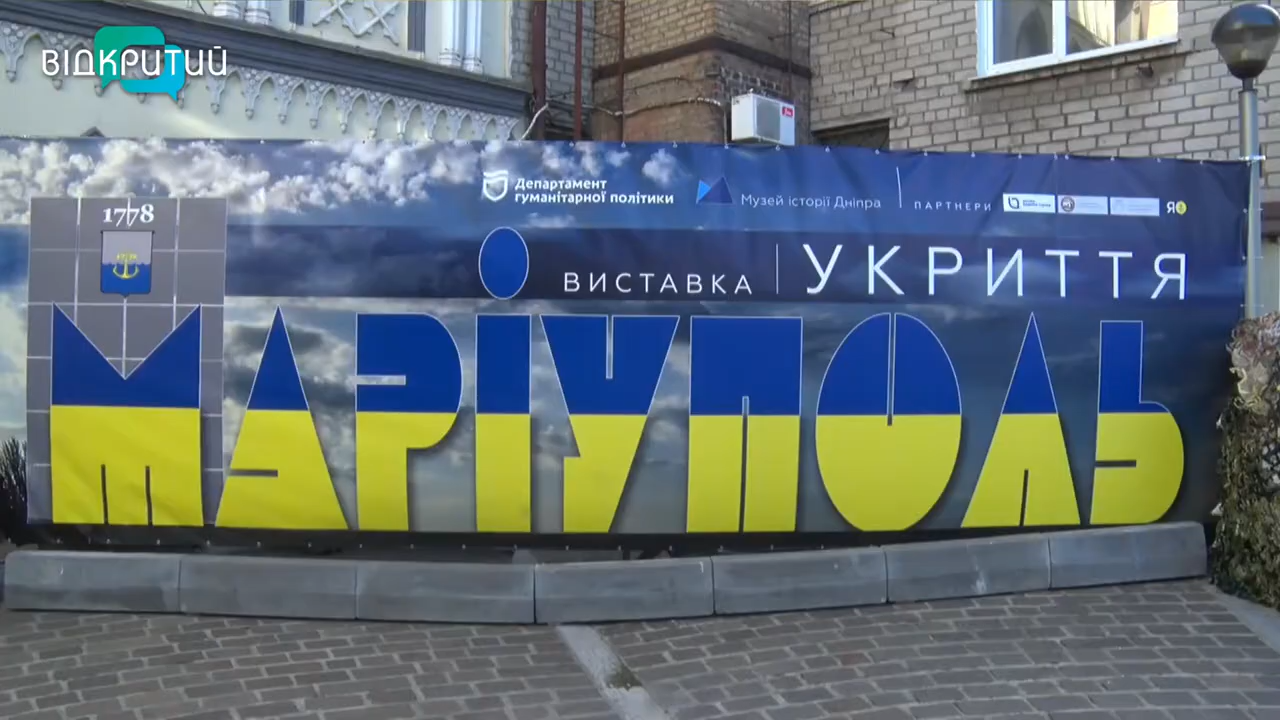 ВІДКРИТИЙ
Департамент
гуманітарної політики
Музей історії Дніпра
ПАРТНЕРИ
1778
ВИСТАВКА | УКРИТТЯ
МАРІУПОЛЬ